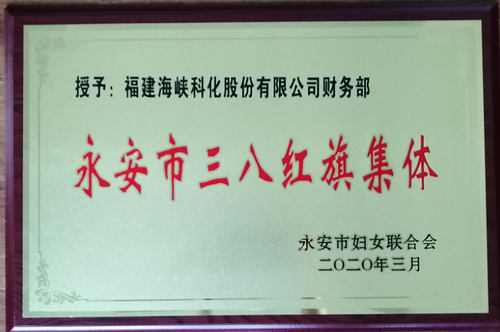 授予：福建海峡科化股份有限公司财务部
永安市三八红旗集体
永安市妇女联合会
二〇二〇年三月